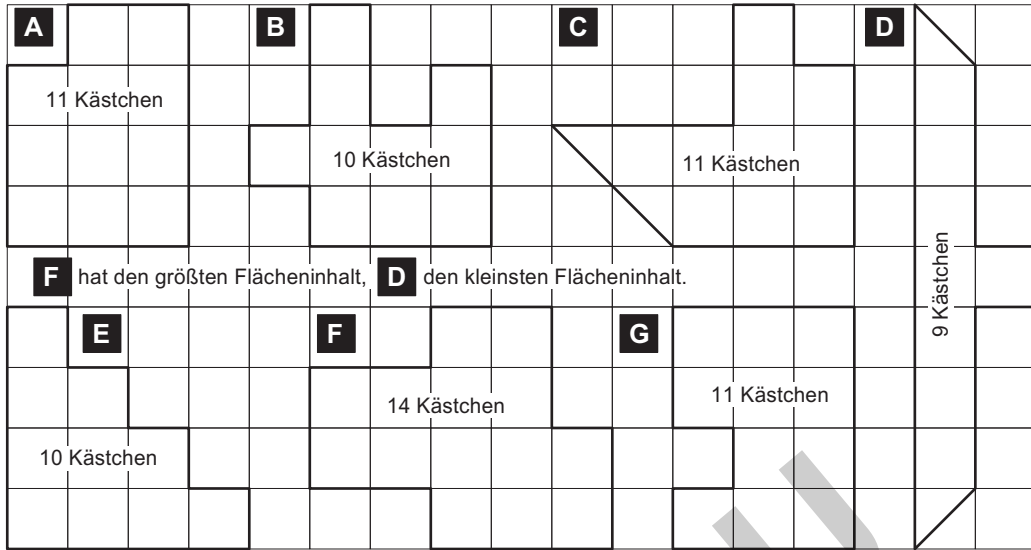 A B C D
11 Kästchen
10 Kästchen
11 Kästchen
F hat den größten Flächeninhalt, D den kleinsten Flächeninhalt.
9 Kästchen
E F G
14 Kästchen
11 Kästchen
10 Kästchen